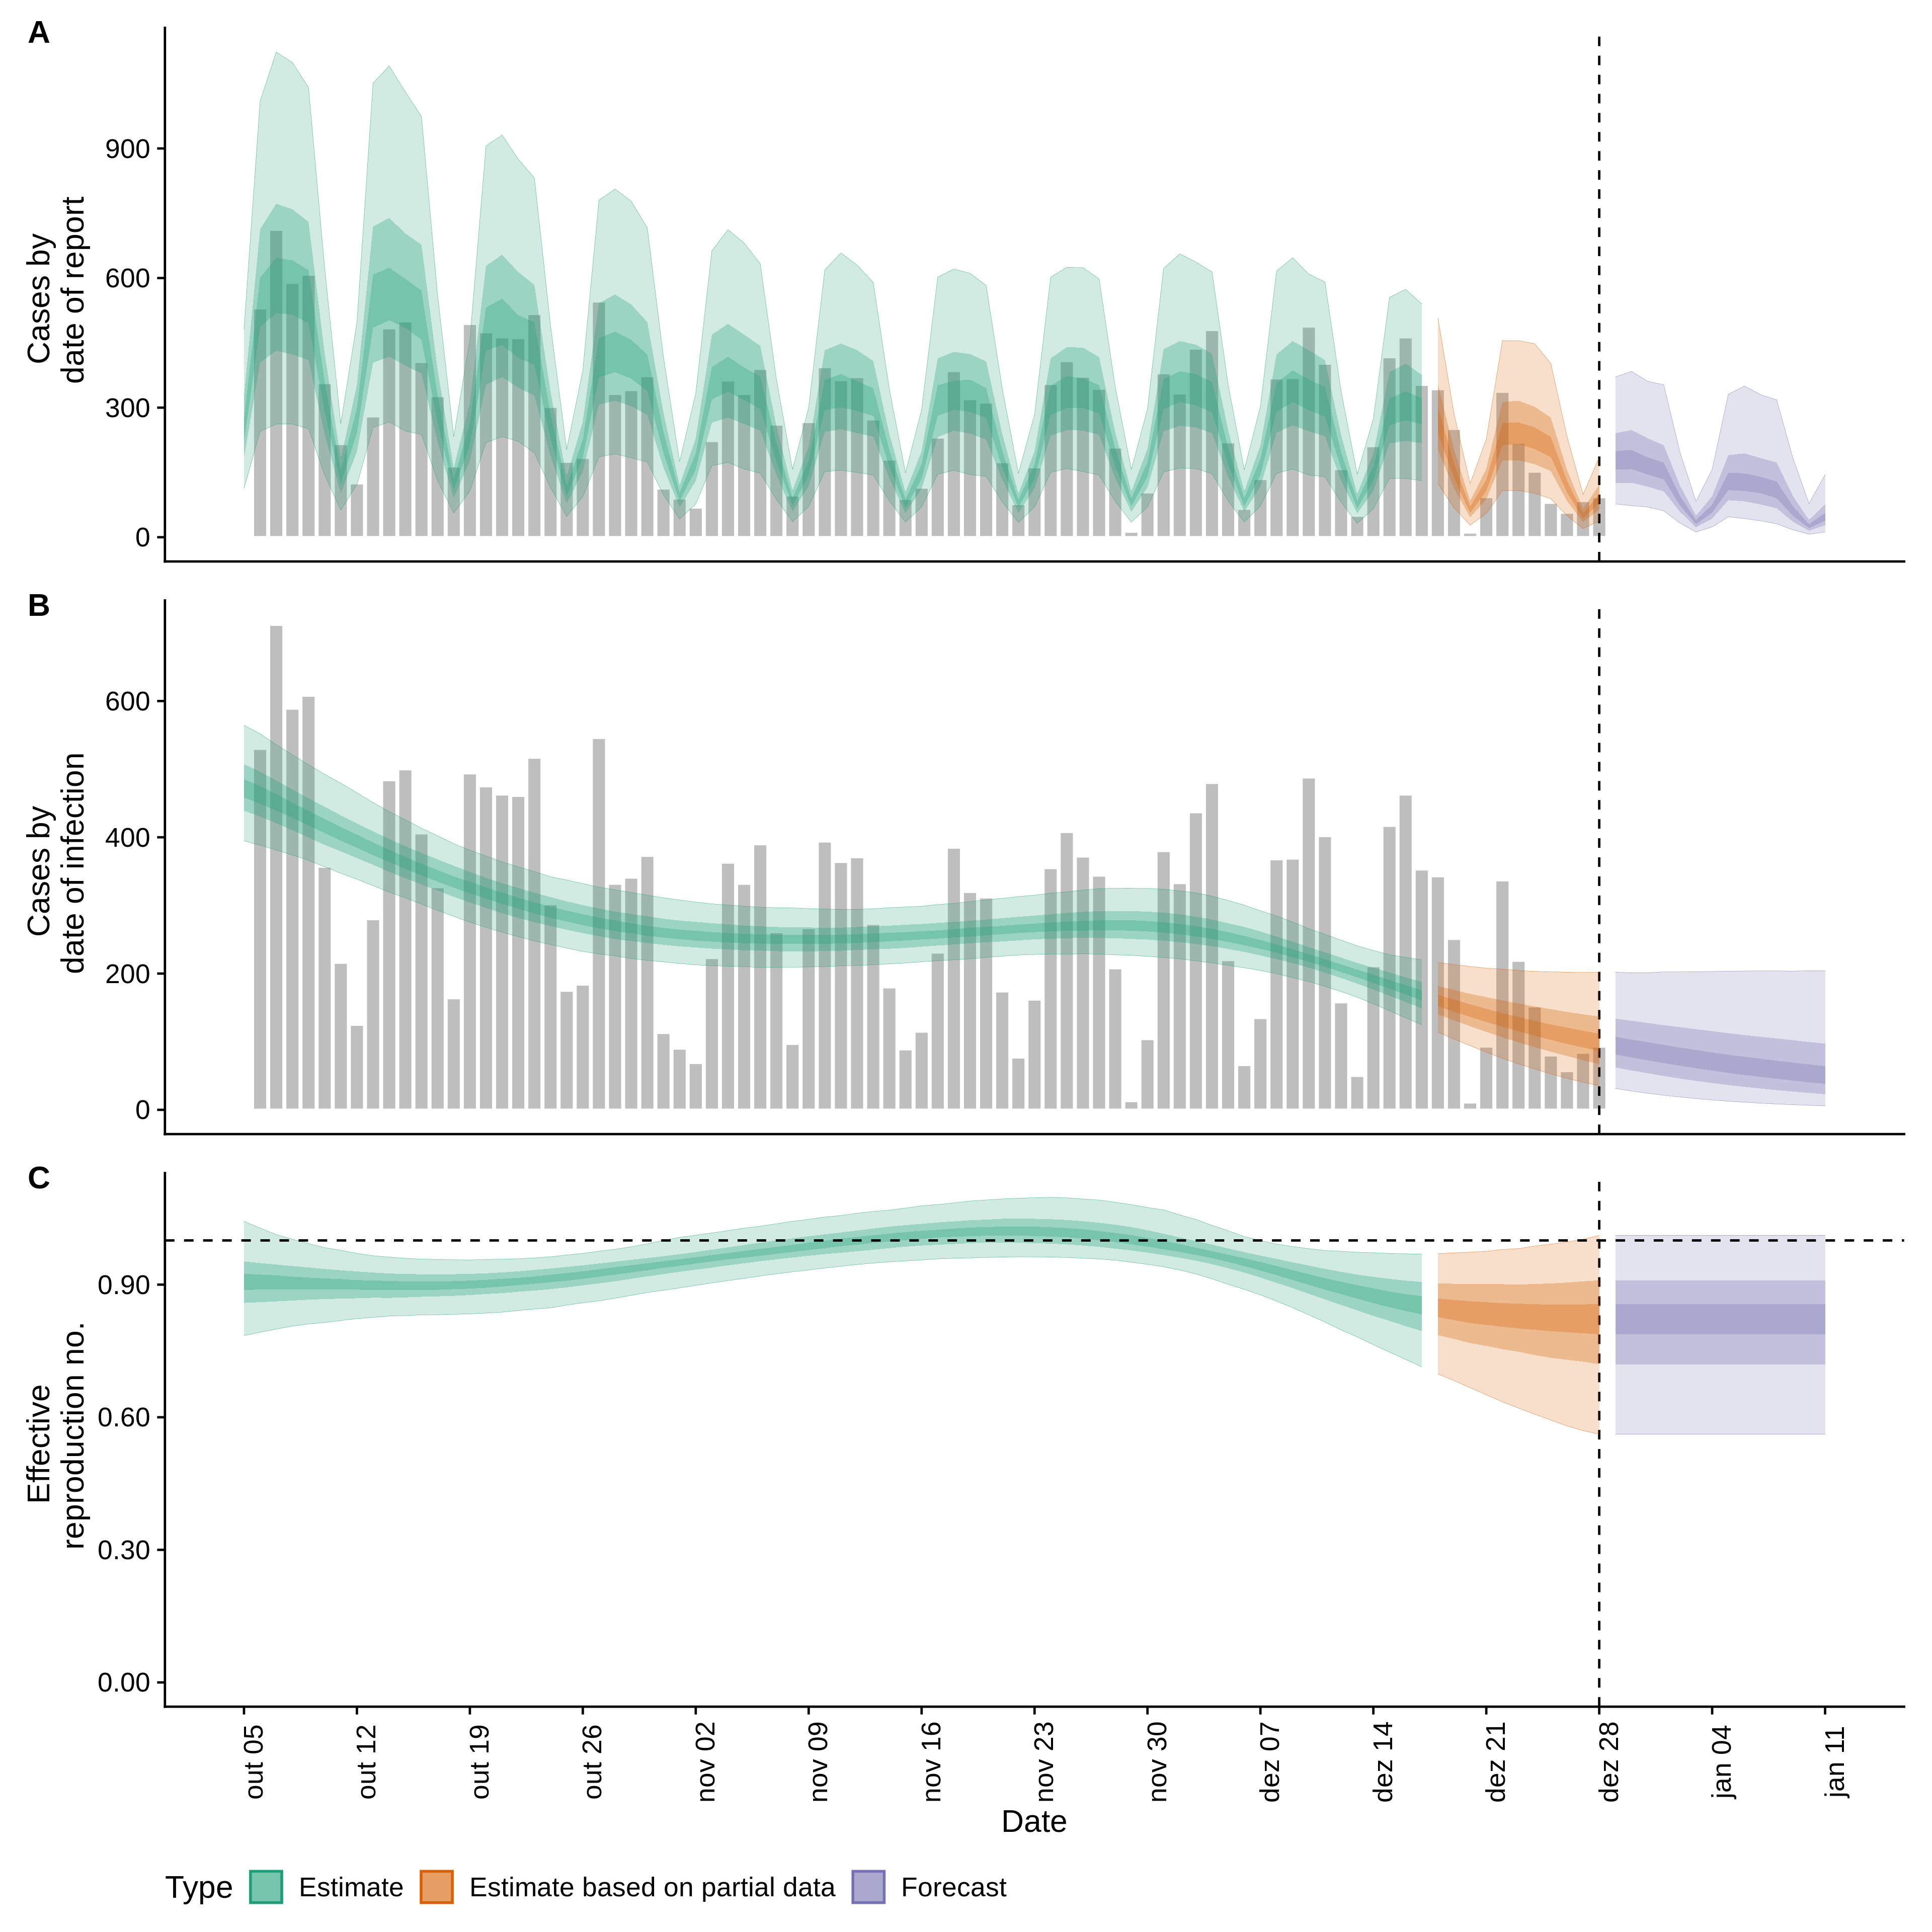 A
Cases by
date of report
900
600
300
0
B
Cases by
date of infection
600
400
200
0
C
Effective
reproduction no.
0.90
0.60
0.30
0.00
out 05
out 12
out 19
out 26
nov 02
nov 09
nov 16
nov 23
nov 30
dez 07
dez 14
dez 21
dez 28
jan 04
jan 11
Date
Type Estimate Estimate based on partial data Forecast